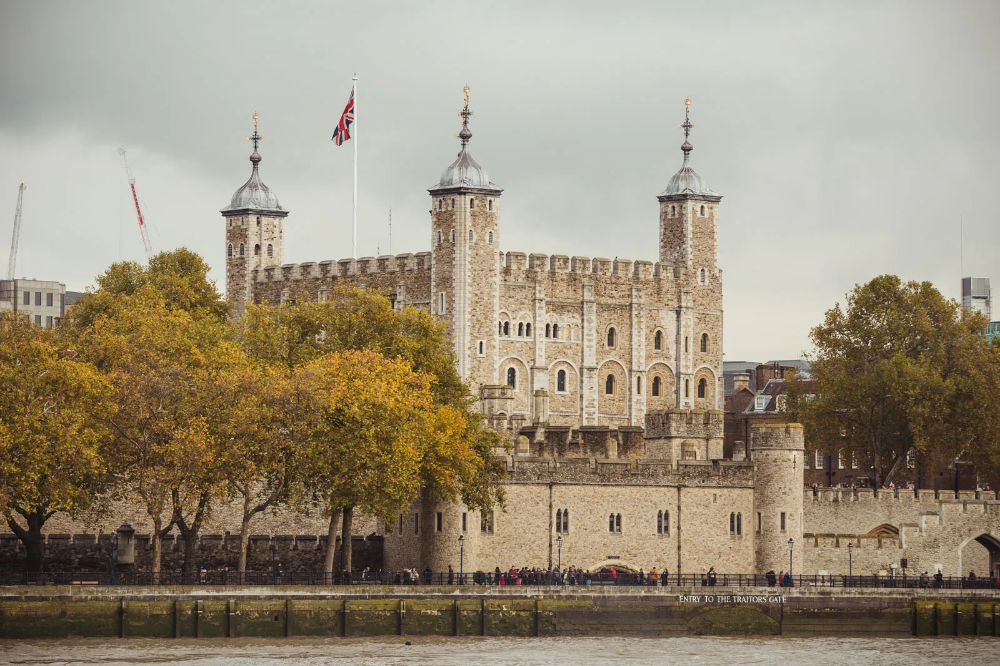 ENTRY TO THE TRAITORS' GATE